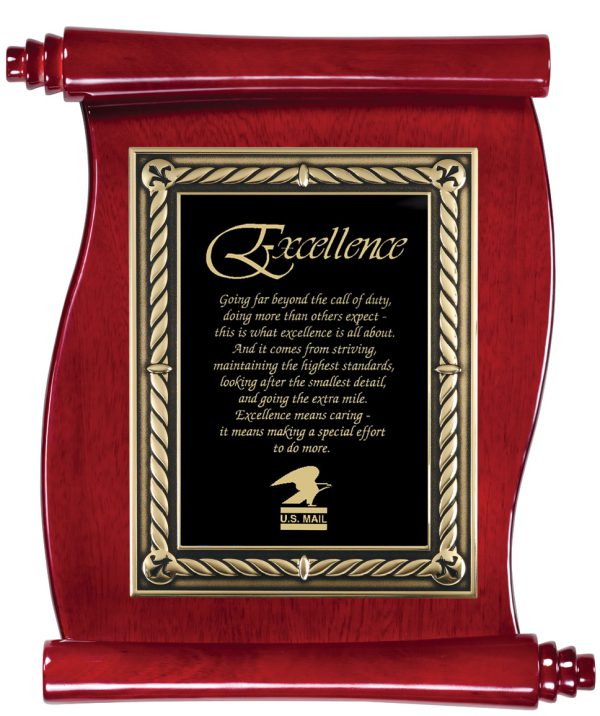 Excellence
Going far beyond the call of duty,
doing more than others expect -
this is what excellence is all about.
And it comes from striving,
maintaining the highest standards,
looking after the smallest detail,
and going the extra mile.
Excellence means caring -
it means making a special effort
to do more.
U.S. MAIL